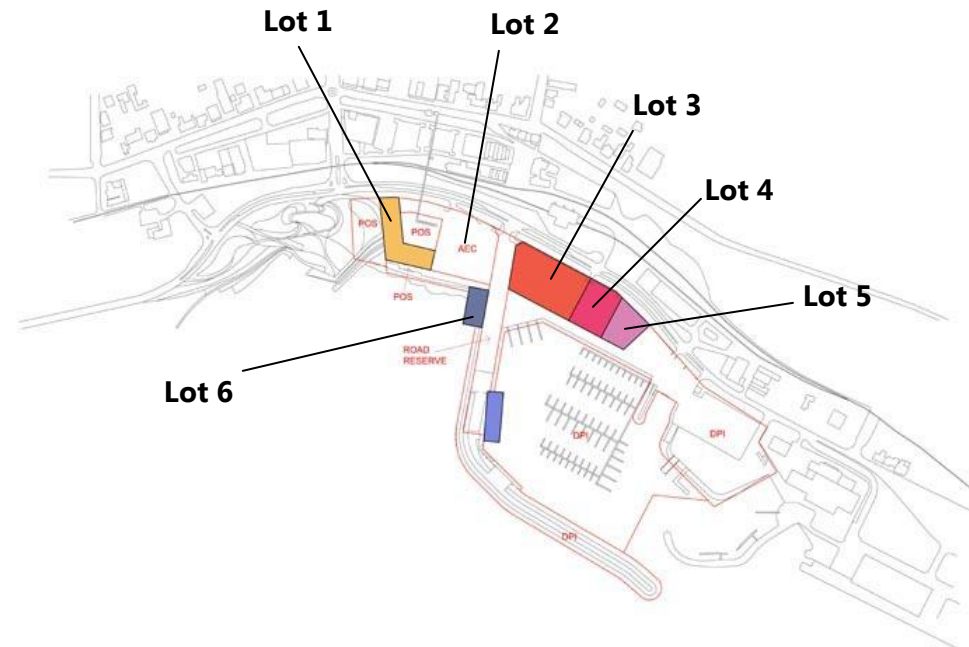 Lot 1
Lot 2
Lot 3
Lot 4
POS
POS
AEC
Lot 5
POS
ROAD
RESERVE
Lot 6
DPI
DPI
DPI